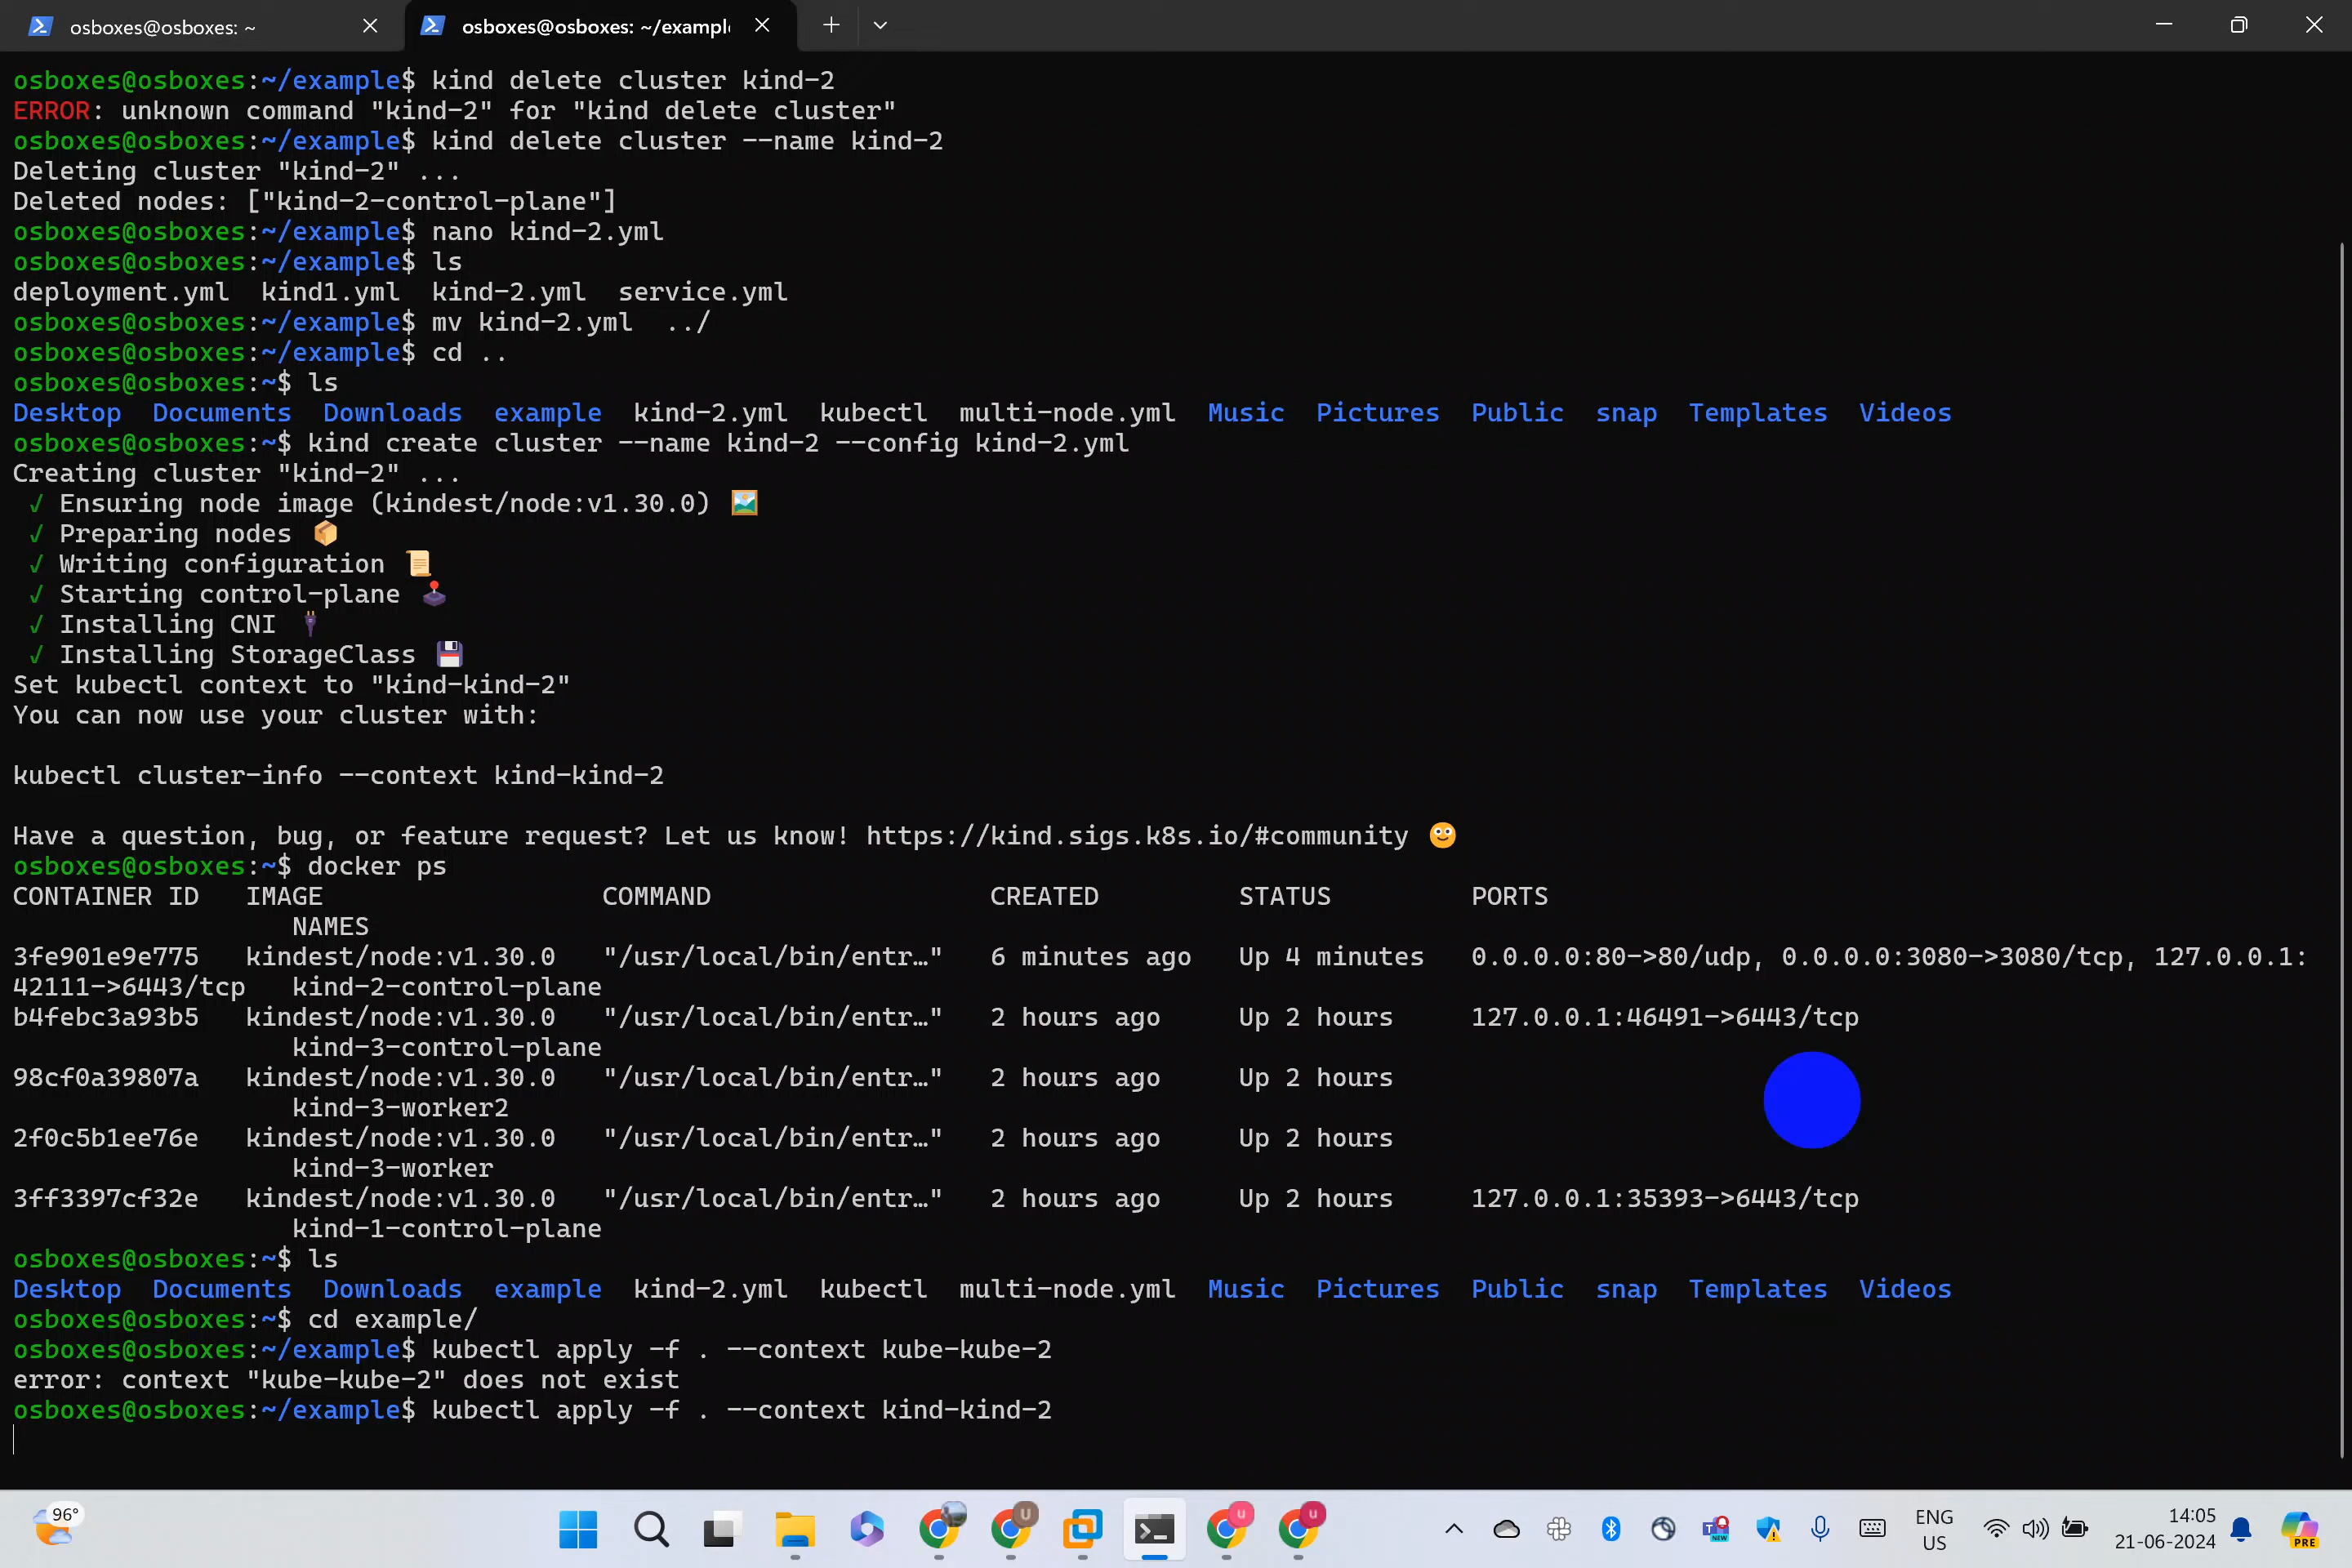 osboxes@osboxes: ~
osboxes@osboxes: ~/exampl
osboxes@osboxes:~/example$ kind delete cluster kind-2
ERROR: unknown command "kind-2" for "kind delete cluster"
osboxes@osboxes:~/example$ kind delete cluster --name kind-2
Deleting cluster "kind-2" ...
Deleted nodes: ["kind-2-control-plane"]
osboxes@osboxes:~/example$ nano kind-2.yml
osboxes@osboxes:~/example$ ls
deployment.yml  kind1.yml  kind-2.yml  service.yml
osboxes@osboxes:~/example$ mv kind-2.yml  ../
osboxes@osboxes:~/example$ cd ..
osboxes@osboxes:~$ ls
Desktop  Documents  Downloads  example  kind-2.yml  kubectl  multi-node.yml  Music  Pictures  Public  snap  Templates  Videos
osboxes@osboxes:~$ kind create cluster --name kind-2 --config kind-2.yml
Creating cluster "kind-2" ...
✓ Ensuring node image (kindest/node:v1.30.0) 🖼
✓ Preparing nodes 📦
✓ Writing configuration 📜
✓ Starting control-plane 🕹
✓ Installing CNI 🔌
✓ Installing StorageClass 💾
Set kubectl context to "kind-kind-2"
You can now use your cluster with:
kubectl cluster-info --context kind-kind-2
Have a question, bug, or feature request? Let us know! https://kind.sigs.k8s.io/#community 🙂
osboxes@osboxes:~$ docker ps
CONTAINER ID   IMAGE                  COMMAND                  CREATED         STATUS         PORTS
NAMES
3fe901e9e775   kindest/node:v1.30.0   "/usr/local/bin/entr…"   6 minutes ago   Up 4 minutes   0.0.0.0:80->80/udp, 0.0.0.0:3080->3080/tcp, 127.0.0.1:
42111->6443/tcp   kind-2-control-plane
b4febc3a93b5   kindest/node:v1.30.0   "/usr/local/bin/entr…"   2 hours ago     Up 2 hours     127.0.0.1:46491->6443/tcp
kind-3-control-plane
98cf0a39807a   kindest/node:v1.30.0   "/usr/local/bin/entr…"   2 hours ago     Up 2 hours
kind-3-worker2
2f0c5b1ee76e   kindest/node:v1.30.0   "/usr/local/bin/entr…"   2 hours ago     Up 2 hours
kind-3-worker
3ff3397cf32e   kindest/node:v1.30.0   "/usr/local/bin/entr…"   2 hours ago     Up 2 hours     127.0.0.1:35393->6443/tcp
kind-1-control-plane
osboxes@osboxes:~$ ls
Desktop  Documents  Downloads  example  kind-2.yml  kubectl  multi-node.yml  Music  Pictures  Public  snap  Templates  Videos
osboxes@osboxes:~$ cd example/
osboxes@osboxes:~/example$ kubectl apply -f . --context kube-kube-2
error: context "kube-kube-2" does not exist
osboxes@osboxes:~/example$ kubectl apply -f . --context kind-kind-2
96°
U
u
u
NEW
ENG
US
14:05
21-06-2024
PRE